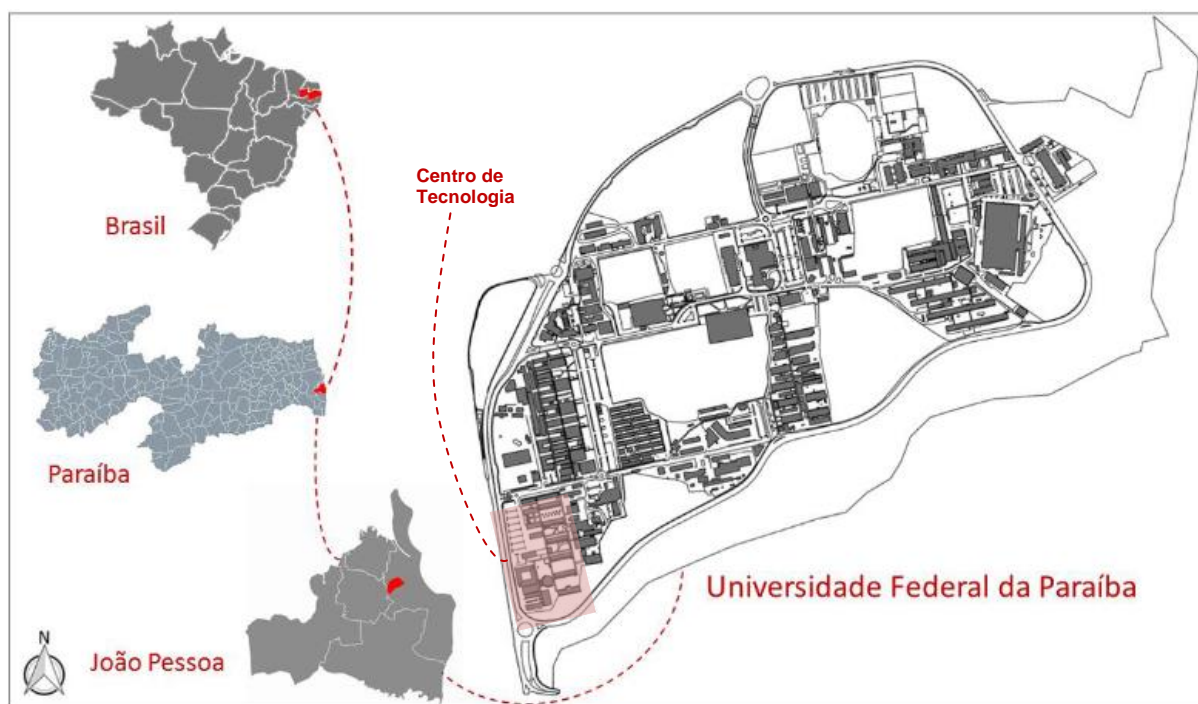 Brasil
Centro de
Tecnologia
Paraíba
Universidade Federal da Paraíba
João Pessoa
N